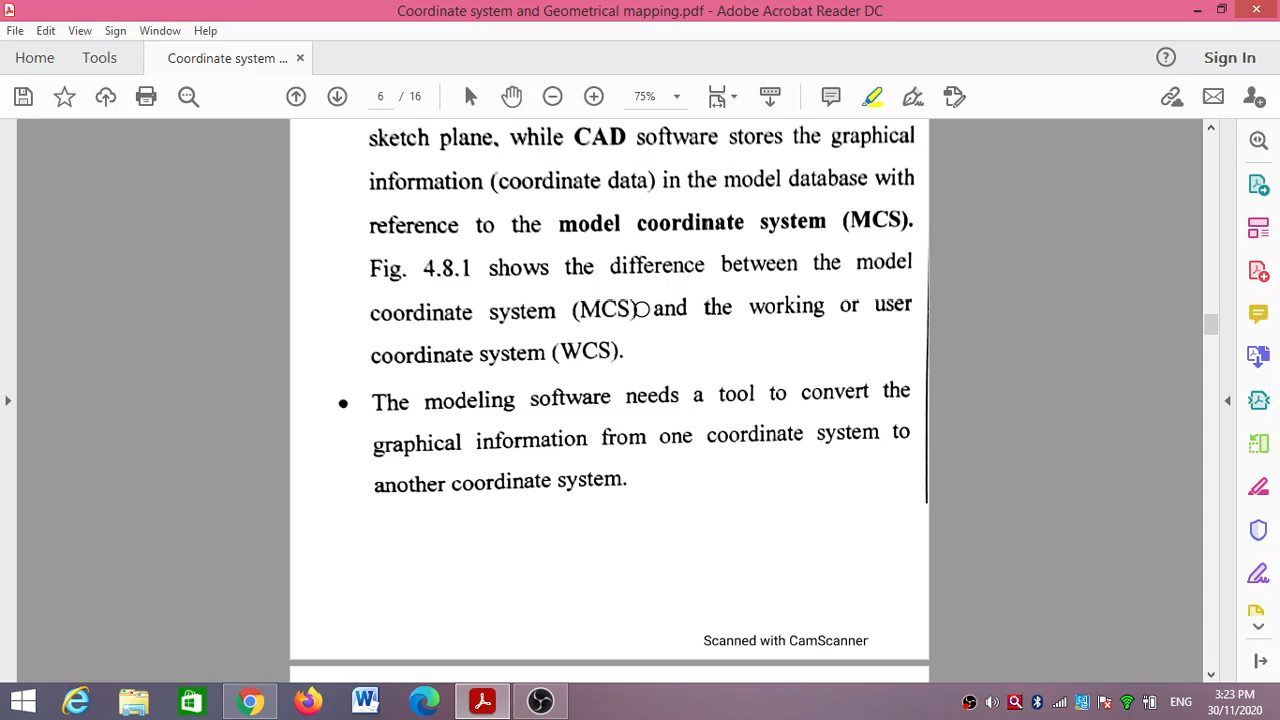 Coordinate system and Geometrical mapping.pdf - Adobe Acrobat Reader DC
File Edit View Sign Window Help
Home Tools Coordinate system ... × Sign In
6 / 16 75%
sketch plane, while CAD software stores the graphical
information (coordinate data) in the model database with
reference to the model coordinate system (MCS).
Fig. 4.8.1 shows the difference between the model
coordinate system (MCS) and the working or user
coordinate system (WCS).
• The modeling software needs a tool to convert the
graphical information from one coordinate system to
another coordinate system.
Scanned with CamScanner
ENG
3:23 PM
30/11/2020